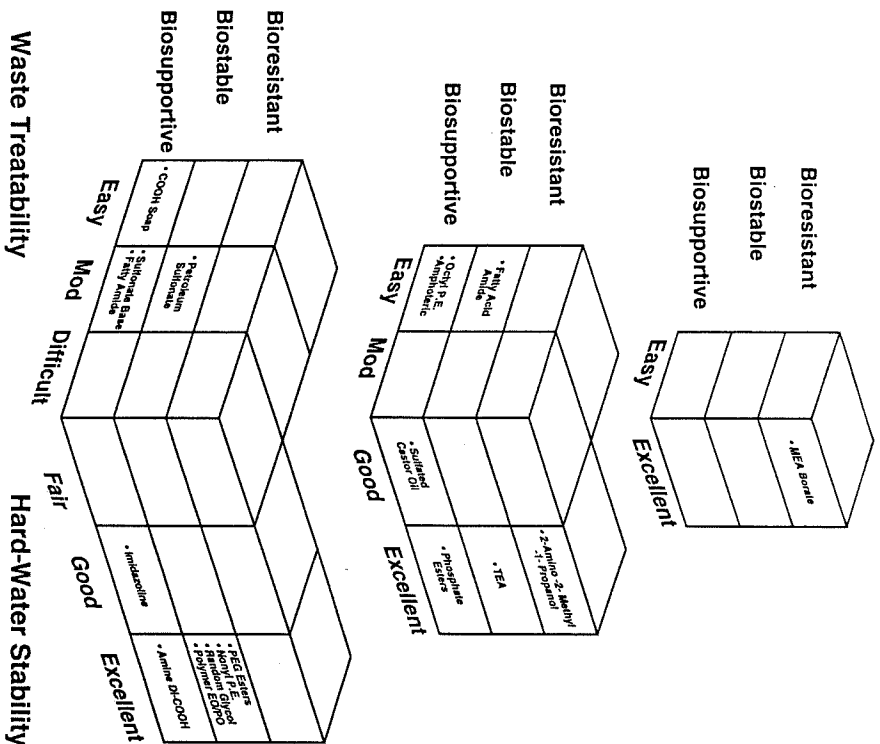 Bioresistant
Biostable
Biosupportive
Easy
Excellent
• MEA Borate
Bioresistant
Biostable
Biosupportive
Easy
Mod
Good
Excellent
• Fatty Acid
Amide
• Octyl P.E.
• Amphoteric
• Sulfated
Castor Oil
• 2-Amino -2- Methyl
-1- Propanol
• TEA
• Phosphate
Esters
Bioresistant
Biostable
Biosupportive
Easy
Mod
Difficult
Fair
Good
Excellent
• COOH Soap
• Petroleum
Sulfonate
• Sulfonate Base
• Fatty Amide
• Imidazoline
• PEG Esters
• Nonyl P.E.
• Random Glycol
• Polymer EO/PO
• Amine Di-COOH
Waste Treatability
Hard-Water Stability